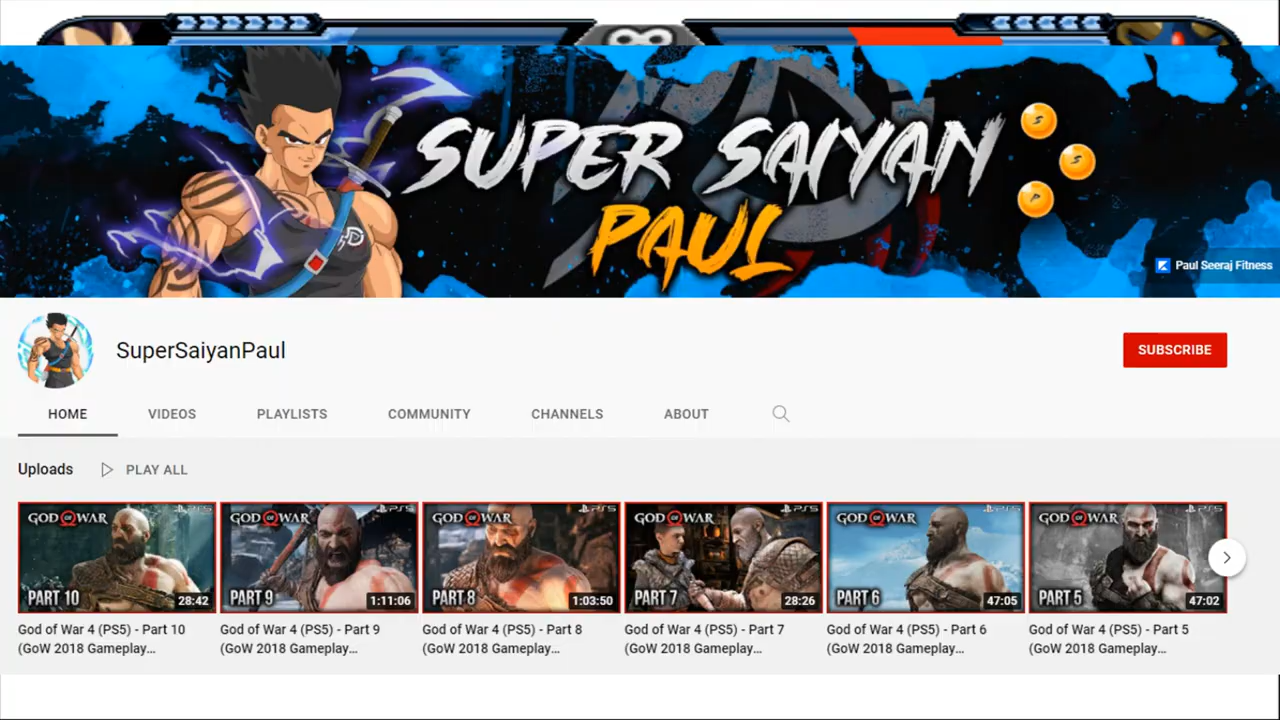 SUPER SAIYAN
PAUL
S
S
P
Paul Seeraj Fitness
SuperSaiyanPaul
SUBSCRIBE
HOME VIDEOS PLAYLISTS COMMUNITY CHANNELS ABOUT
Uploads PLAY ALL
GOD OF WAR PS5 GOD OF WAR PS5 GOD OF WAR PS5 GOD OF WAR PS5 GOD OF WAR PS5 GOD OF WAR PS5
PART 10 28:42 PART 9 1:11:06 PART 8 1:03:50 PART 7 28:26 PART 6 47:05 PART 5 47:02
God of War 4 (PS5) - Part 10 God of War 4 (PS5) - Part 9 God of War 4 (PS5) - Part 8 God of War 4 (PS5) - Part 7 God of War 4 (PS5) - Part 6 God of War 4 (PS5) - Part 5
(GoW 2018 Gameplay... (GoW 2018 Gameplay... (GoW 2018 Gameplay... (GoW 2018 Gameplay... (GoW 2018 Gameplay... (GoW 2018 Gameplay...